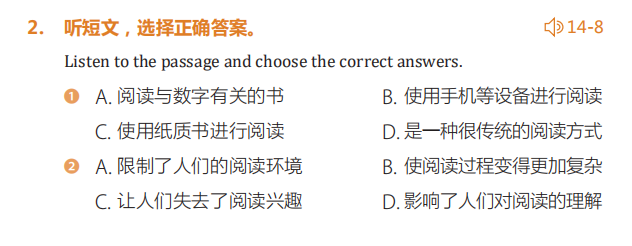 2. 听短文，选择正确答案。 14-8
Listen to the passage and choose the correct answers.
1 A. 阅读与数字有关的书 B. 使用手机等设备进行阅读
C. 使用纸质书进行阅读 D. 是一种很传统的阅读方式
2 A. 限制了人们的阅读环境 B. 使阅读过程变得更加复杂
C. 让人们失去了阅读兴趣 D. 影响了人们对阅读的理解